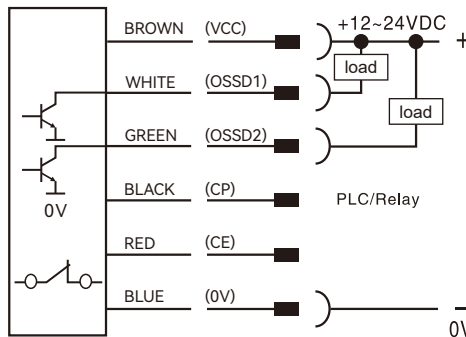 BROWN (VCC) +12~24VDC +
load
WHITE (OSSD1)
load
GREEN (OSSD2)
0V
BLACK (CP) PLC/Relay
RED (CE)
BLUE (0V) −
0V